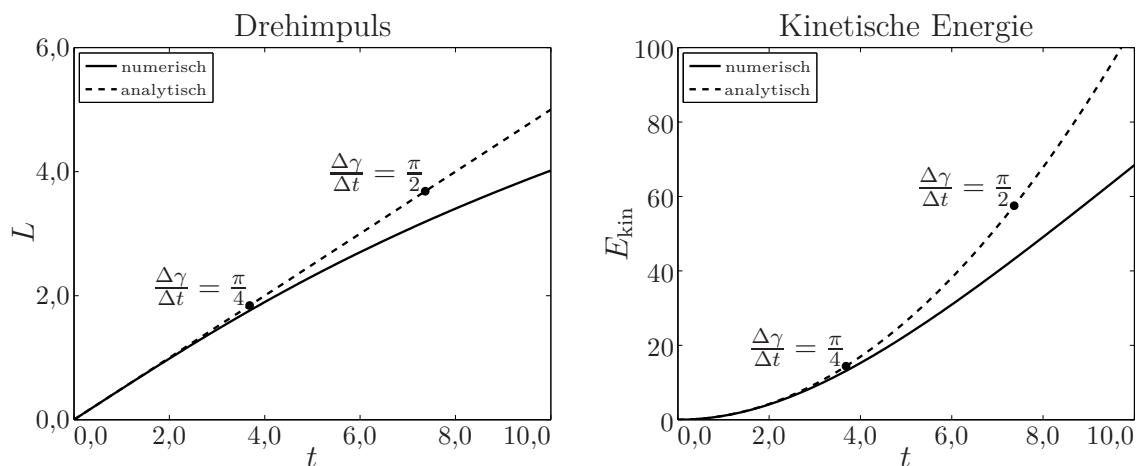 Drehimpuls
6,0
4,0
2,0
0,0
L
numerisch
analytisch
Δγ/Δt = π/2
Δγ/Δt = π/4
0,0 2,0 4,0 6,0 8,0 10,0
t
Kinetische Energie
100
80
60
40
20
0
E_kin
numerisch
analytisch
Δγ/Δt = π/2
Δγ/Δt = π/4
0,0 2,0 4,0 6,0 8,0 10,0
t